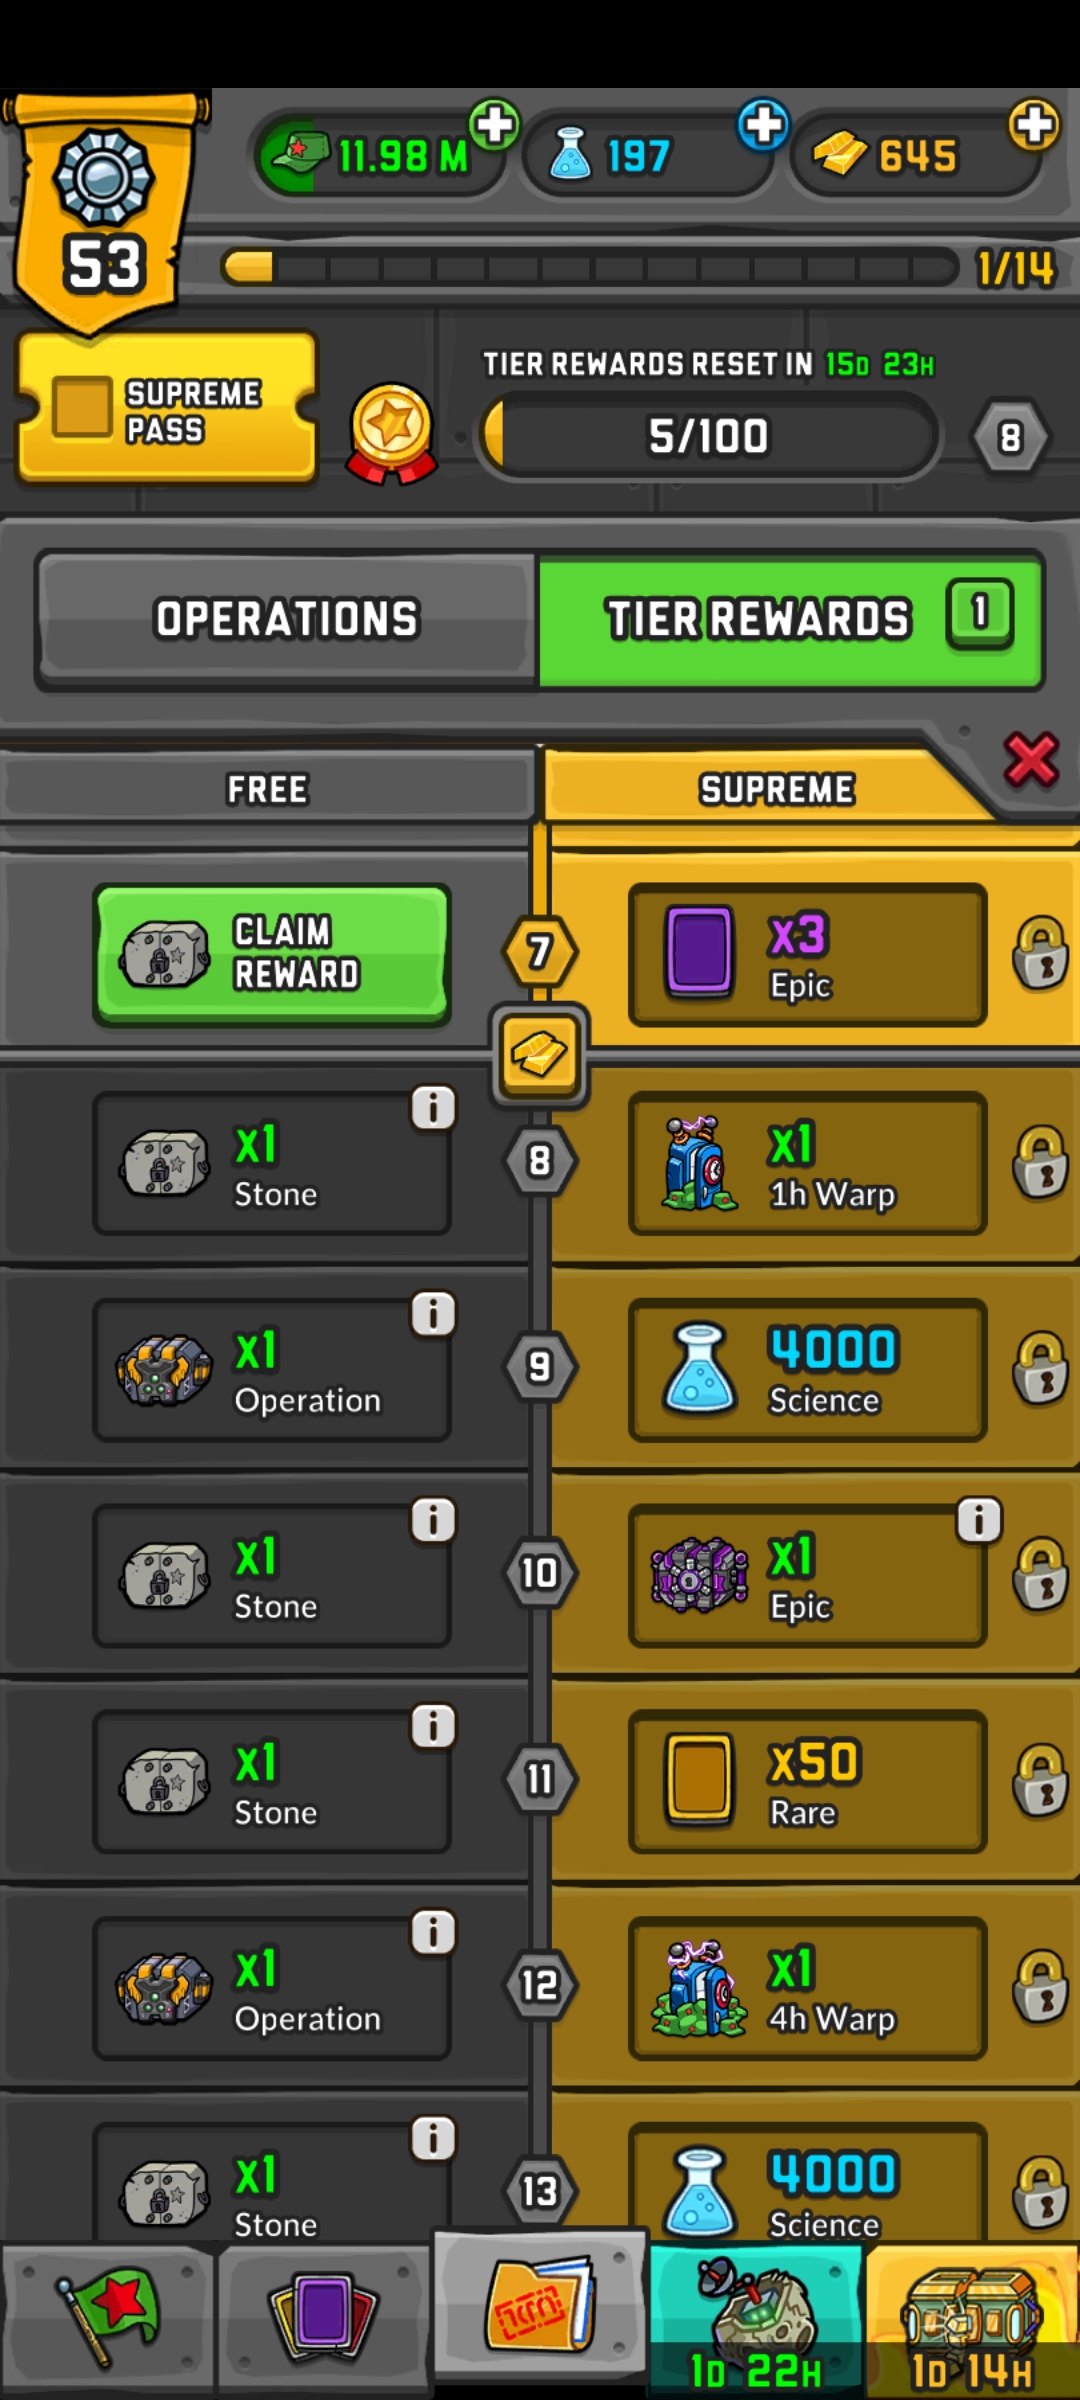 53
11.98 M
197
645
1/14
SUPREME
PASS
TIER REWARDS RESET IN 15D 23H
5/100
8
OPERATIONS
TIER REWARDS
1
FREE
SUPREME
CLAIM
REWARD
7
x3
Epic
x1
Stone
8
x1
1h Warp
x1
Operation
9
4000
Science
x1
Stone
10
x1
Epic
x1
Stone
11
x50
Rare
x1
Operation
12
x1
4h Warp
x1
Stone
13
4000
Science
1D 22H
1D 14H